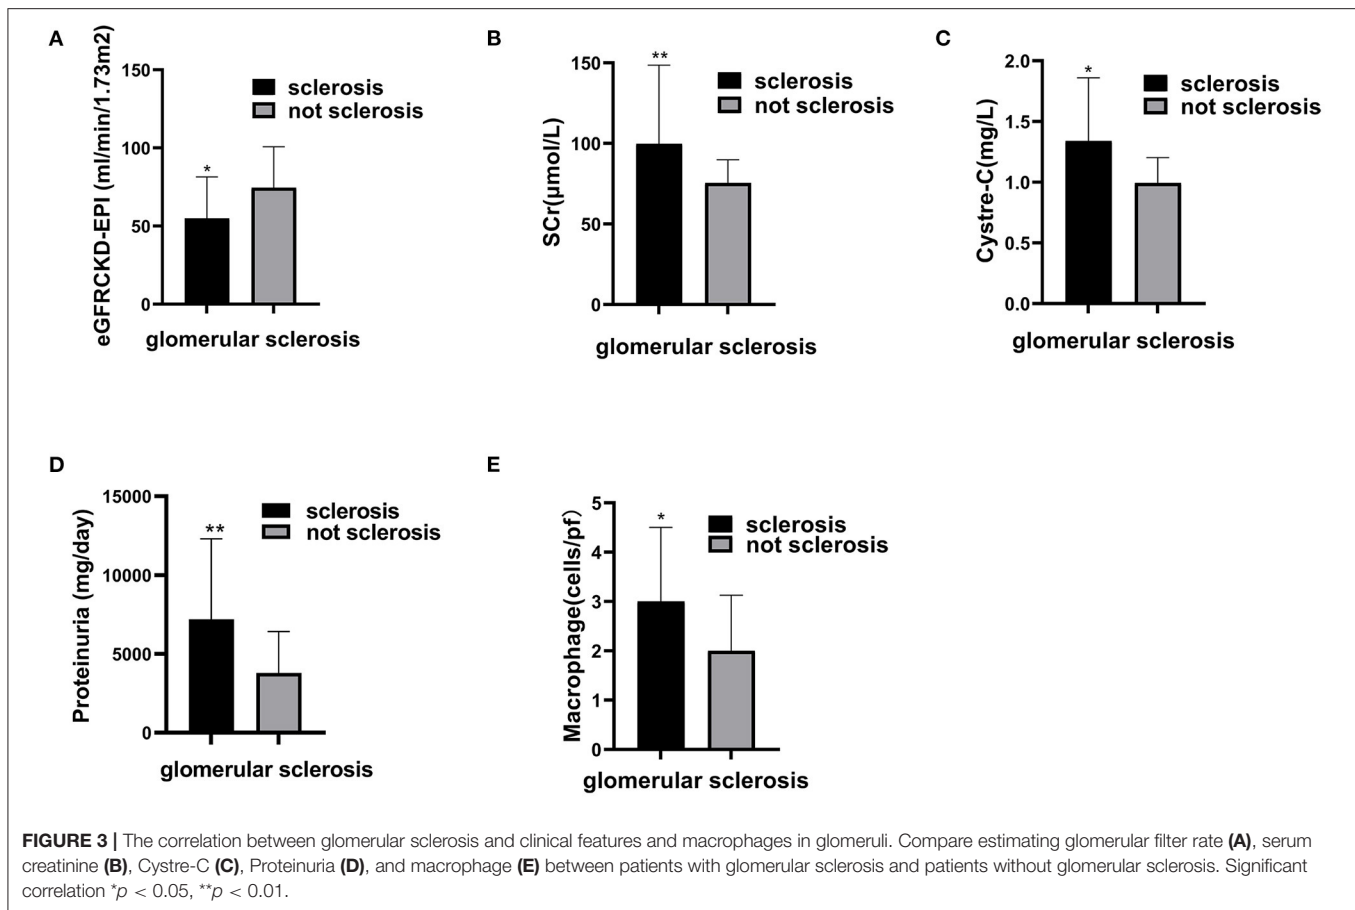 A
eGFRCKD-EPI (ml/min/1.73m2)
150
100
50
0
*
sclerosis
not sclerosis
glomerular sclerosis
B
SCr(μmol/L)
150
100
50
0
**
sclerosis
not sclerosis
glomerular sclerosis
C
Cystre-C(mg/L)
2.0
1.5
1.0
0.5
0.0
*
sclerosis
not sclerosis
glomerular sclerosis
D
Proteinuria (mg/day)
15000
10000
5000
0
**
sclerosis
not sclerosis
glomerular sclerosis
E
Macrophage(cells/pf)
5
4
3
2
1
0
*
sclerosis
not sclerosis
glomerular sclerosis
FIGURE 3 | The correlation between glomerular sclerosis and clinical features and macrophages in glomeruli. Compare estimating glomerular filter rate (A), serum
creatinine (B), Cystre-C (C), Proteinuria (D), and macrophage (E) between patients with glomerular sclerosis and patients without glomerular sclerosis. Significant
correlation *p < 0.05, **p < 0.01.